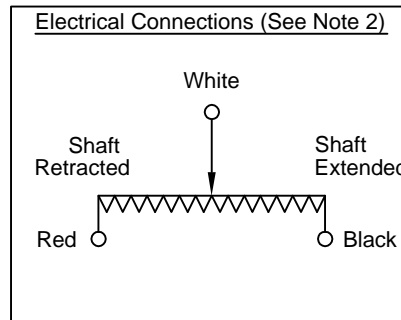 Electrical Connections (See Note 2)
White
Shaft
Retracted
Shaft
Extended
Red
Black